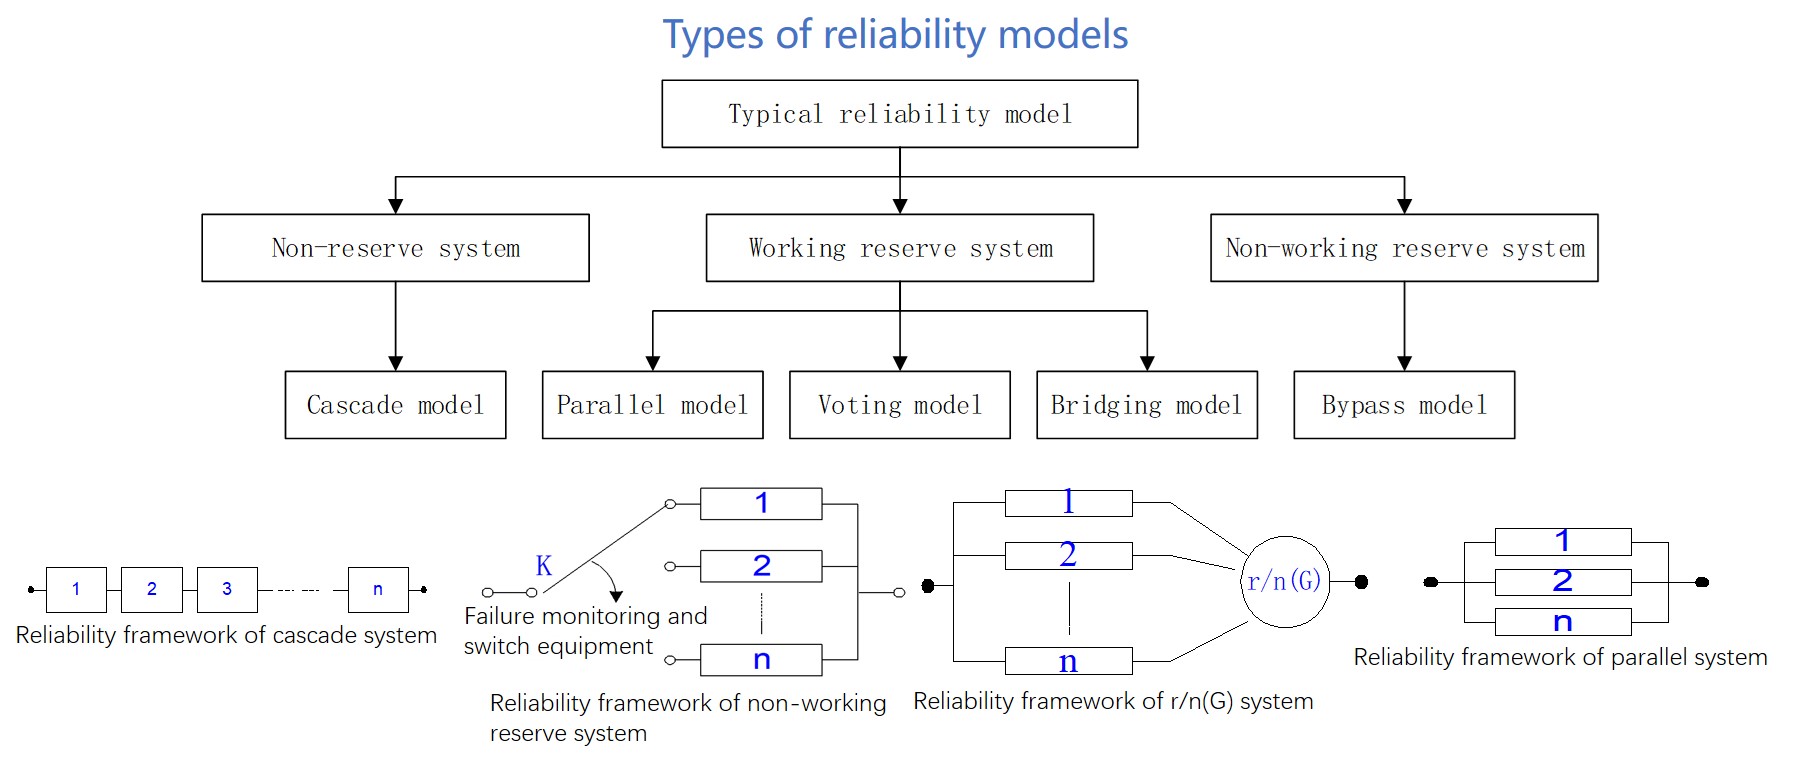 Types of reliability models
Typical reliability model
Non-reserve system
Working reserve system
Non-working reserve system
Cascade model
Parallel model
Voting model
Bridging model
Bypass model
1
2
3
n
Reliability framework of cascade system
K
1
2
n
Failure monitoring and
switch equipment
Reliability framework of non-working
reserve system
1
2
n
r/n(G)
Reliability framework of r/n(G) system
1
2
n
Reliability framework of parallel system